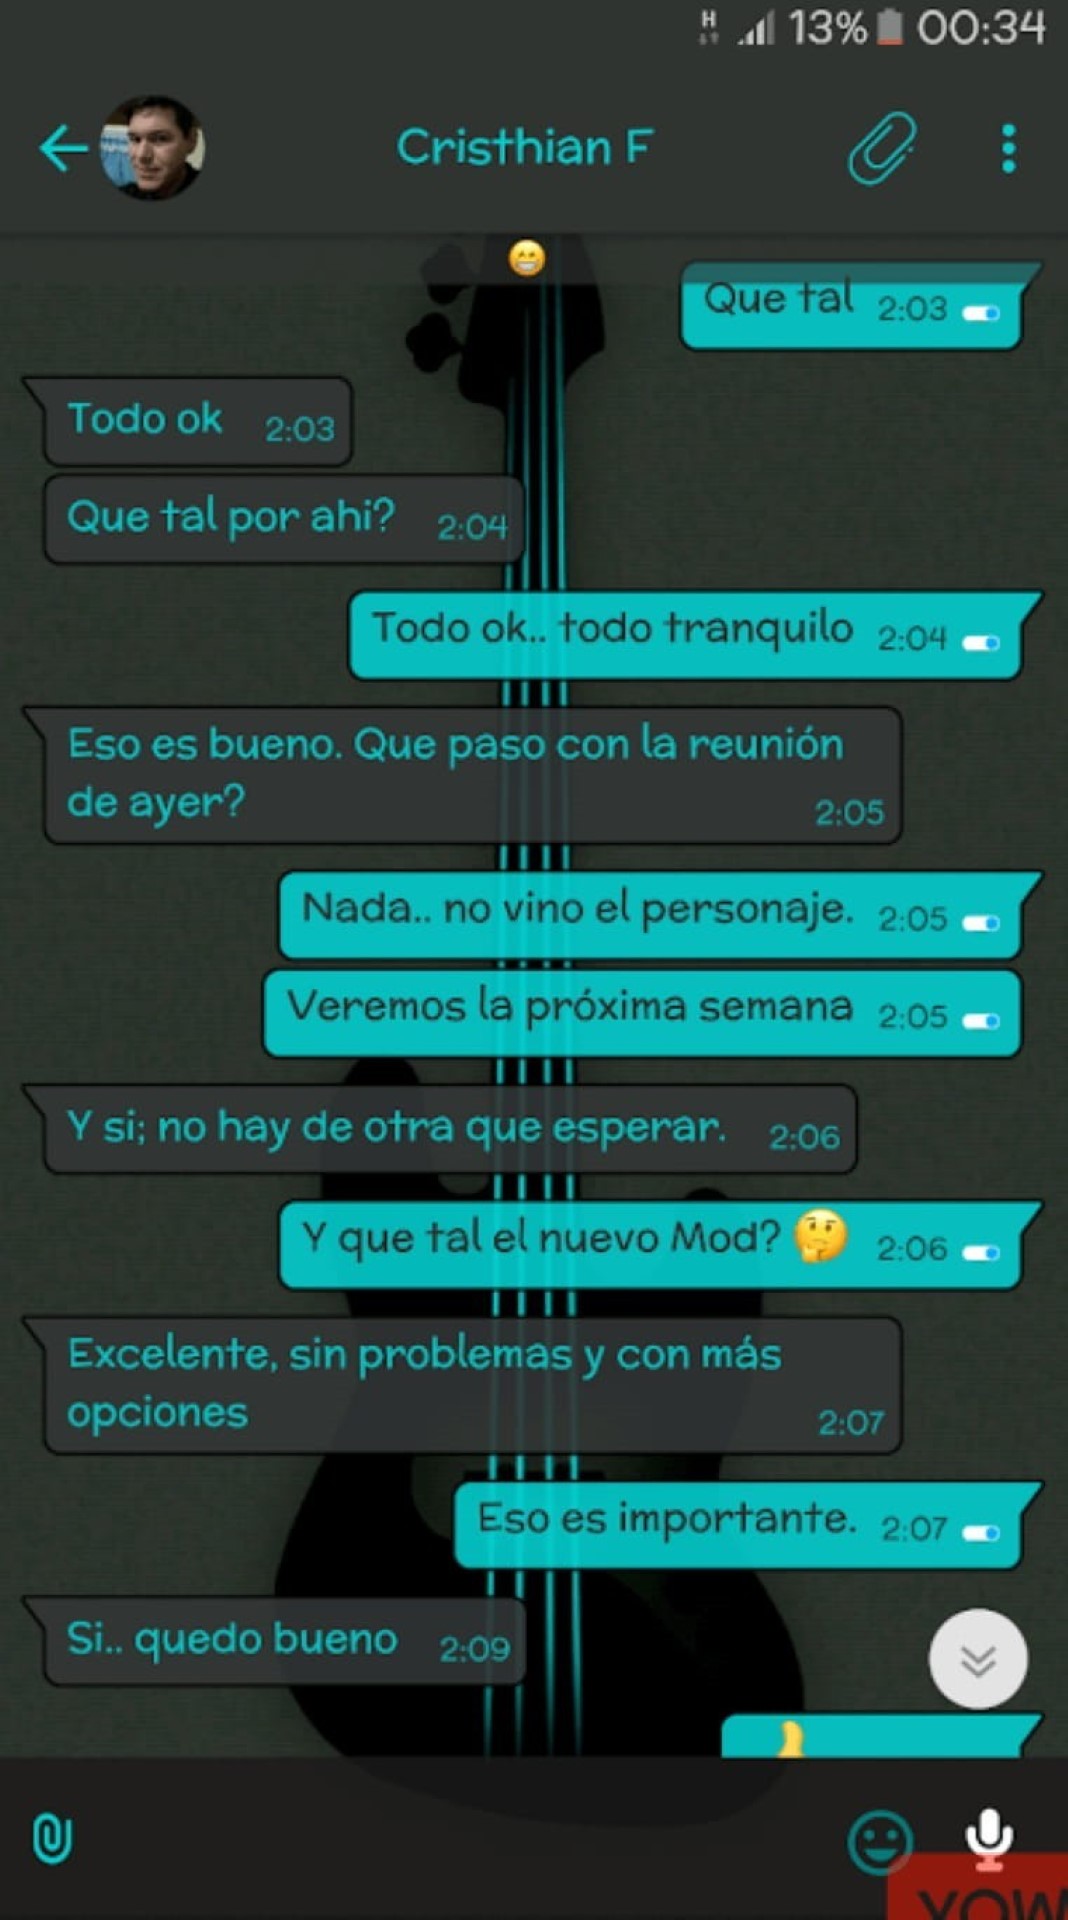 H 13% 00:34
Cristhian F
Que tal 2:03
Todo ok 2:03
Que tal por ahi? 2:04
Todo ok.. todo tranquilo 2:04
Eso es bueno. Que paso con la reunión
de ayer? 2:05
Nada.. no vino el personaje. 2:05
Veremos la próxima semana 2:05
Y si; no hay de otra que esperar. 2:06
Y que tal el nuevo Mod? 🤔 2:06
Excelente, sin problemas y con más
opciones 2:07
Eso es importante. 2:07
Si.. quedo bueno 2:09
YOW